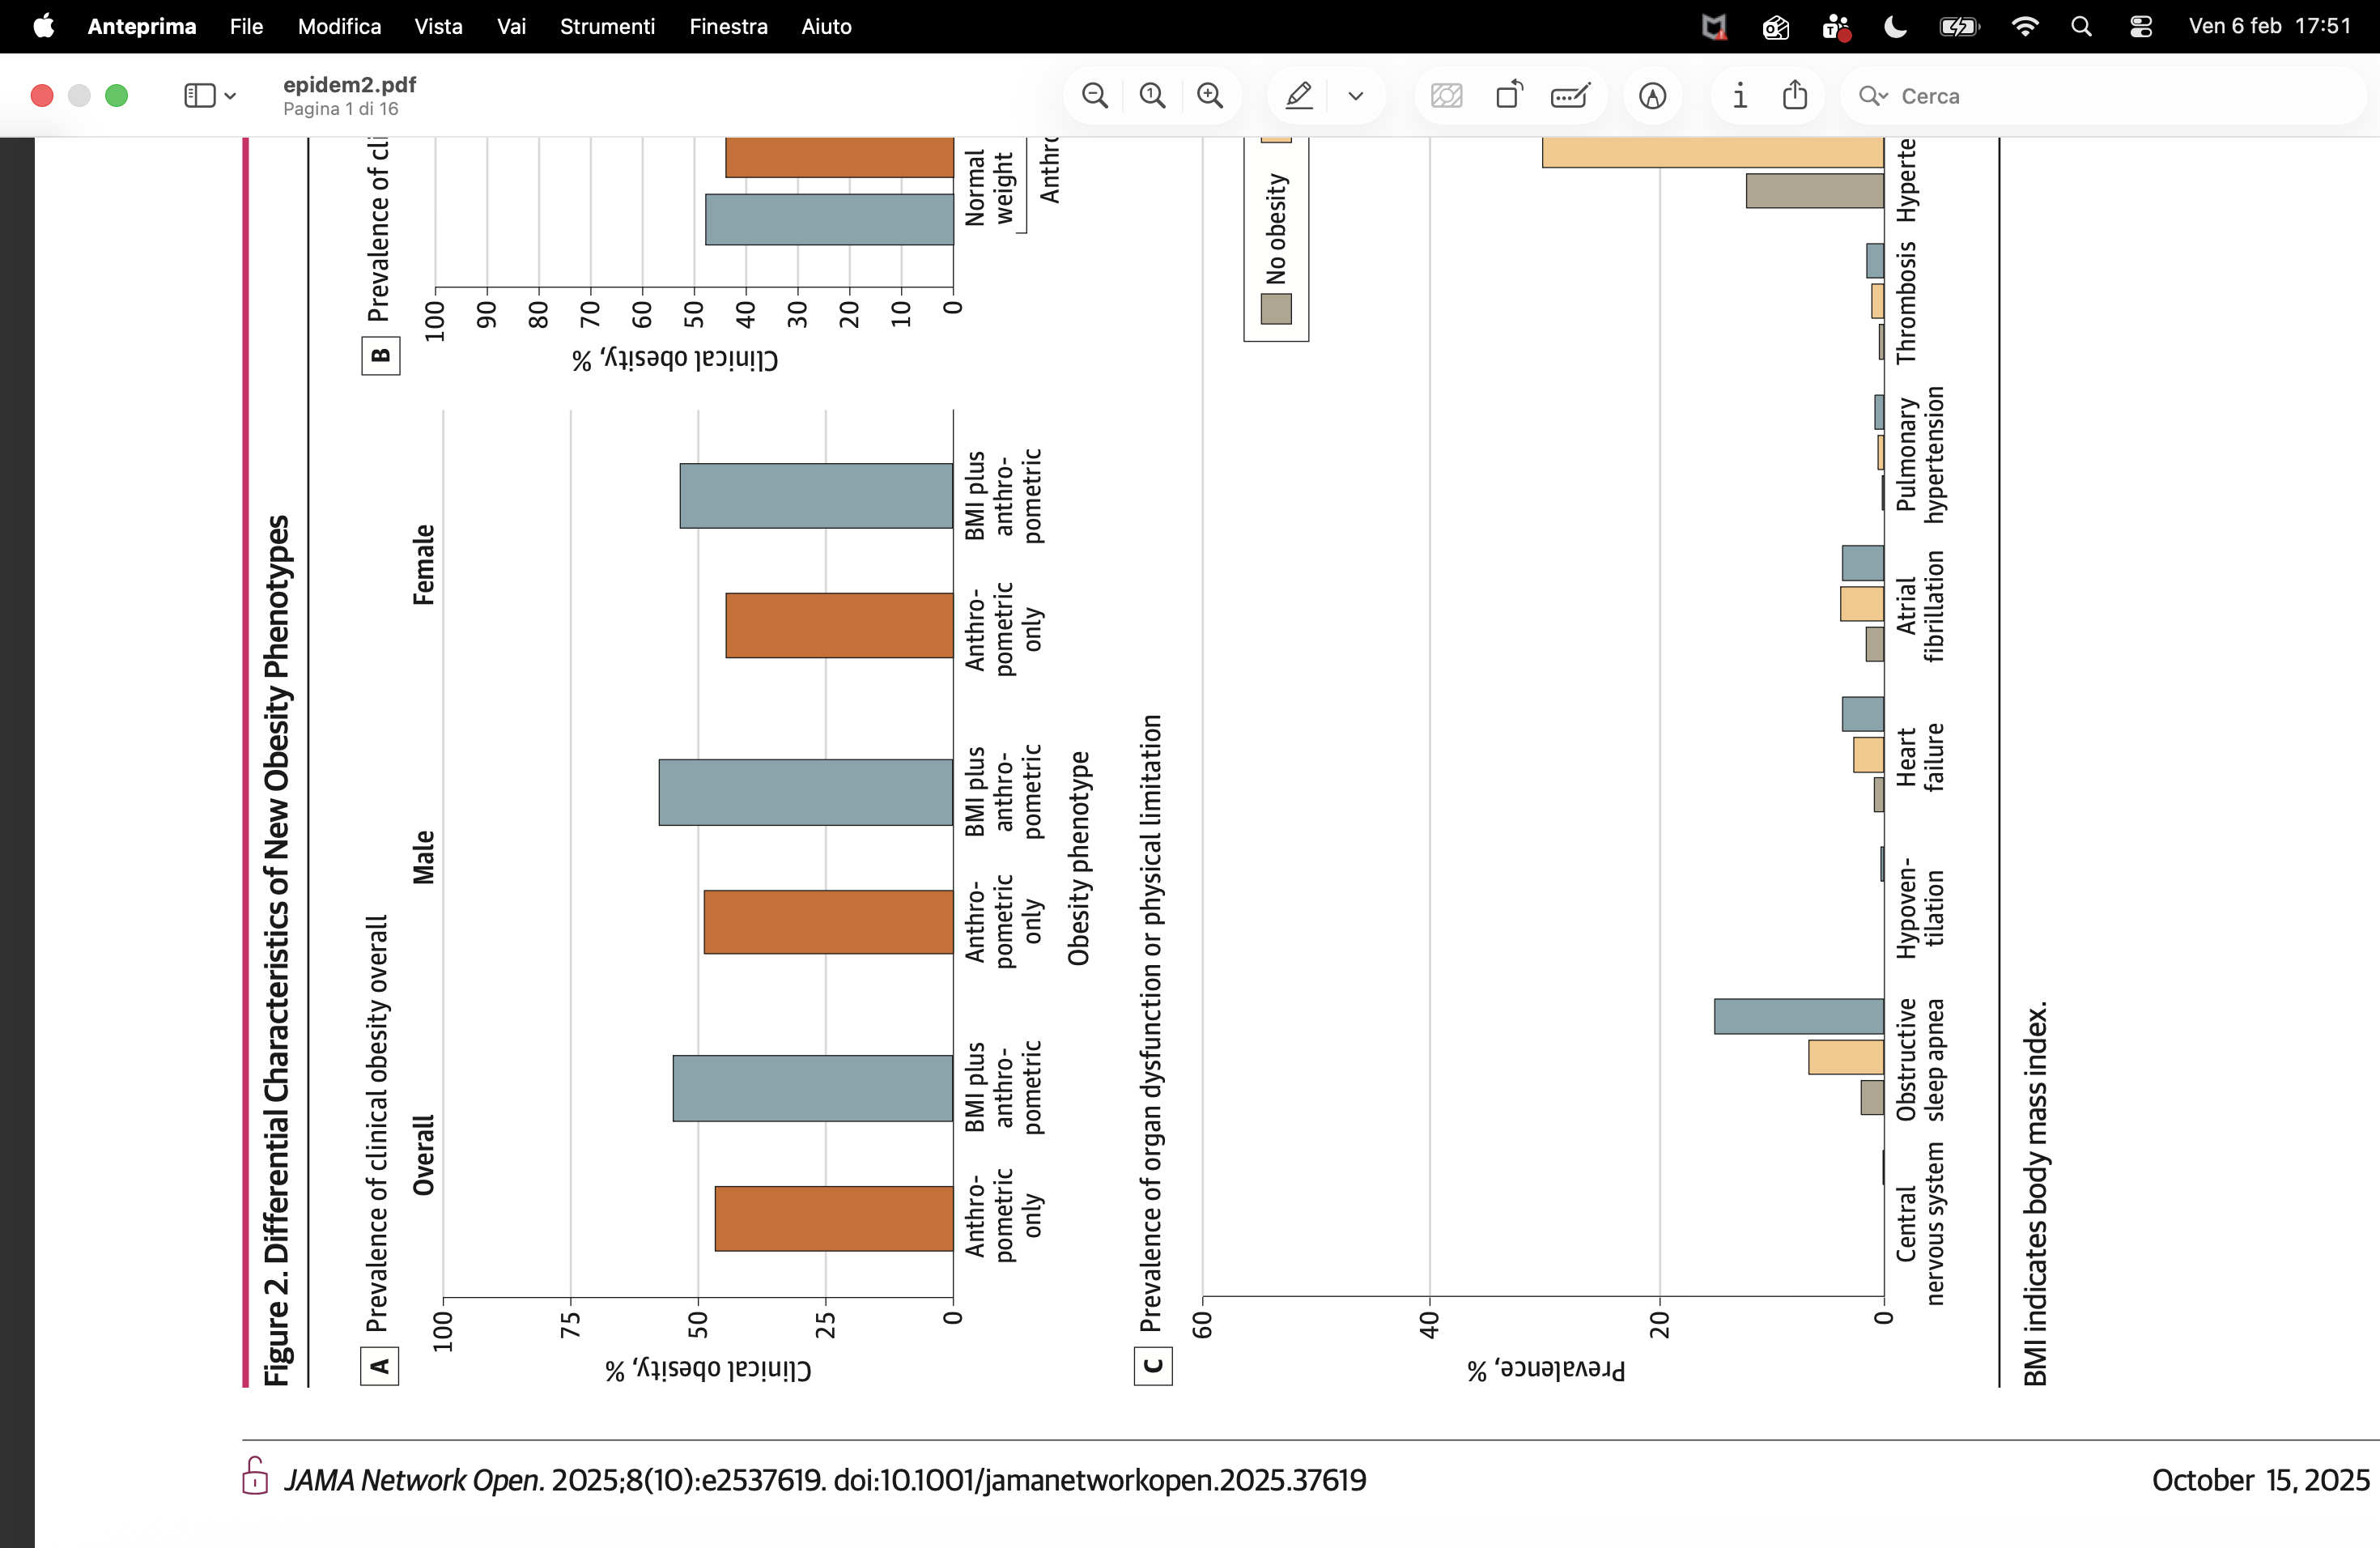 Anteprima File Modifica Vista Vai Strumenti Finestra Aiuto
Ven 6 feb 17:51
epidem2.pdf
Pagina 1 di 16
Cerca
Figure 2. Differential Characteristics of New Obesity Phenotypes
A Prevalence of clinical obesity overall
Overall
Male
Female
Clinical obesity, %
100
75
50
25
0
Anthro-
pometric
only
BMI plus
anthro-
pometric
Anthro-
pometric
only
BMI plus
anthro-
pometric
Anthro-
pometric
only
BMI plus
anthro-
pometric
Obesity phenotype
B Prevalence of cli
Clinical obesity, %
100
90
80
70
60
50
40
30
20
10
0
Normal
weight
Anthro
C Prevalence of organ dysfunction or physical limitation
No obesity
Prevalence, %
60
40
20
0
Central
nervous system
Obstructive
sleep apnea
Hypoven-
tilation
Heart
failure
Atrial
fibrillation
Pulmonary
hypertension
Thrombosis
Hyperte
BMI indicates body mass index.
JAMA Network Open. 2025;8(10):e2537619. doi:10.1001/jamanetworkopen.2025.37619
October 15, 2025